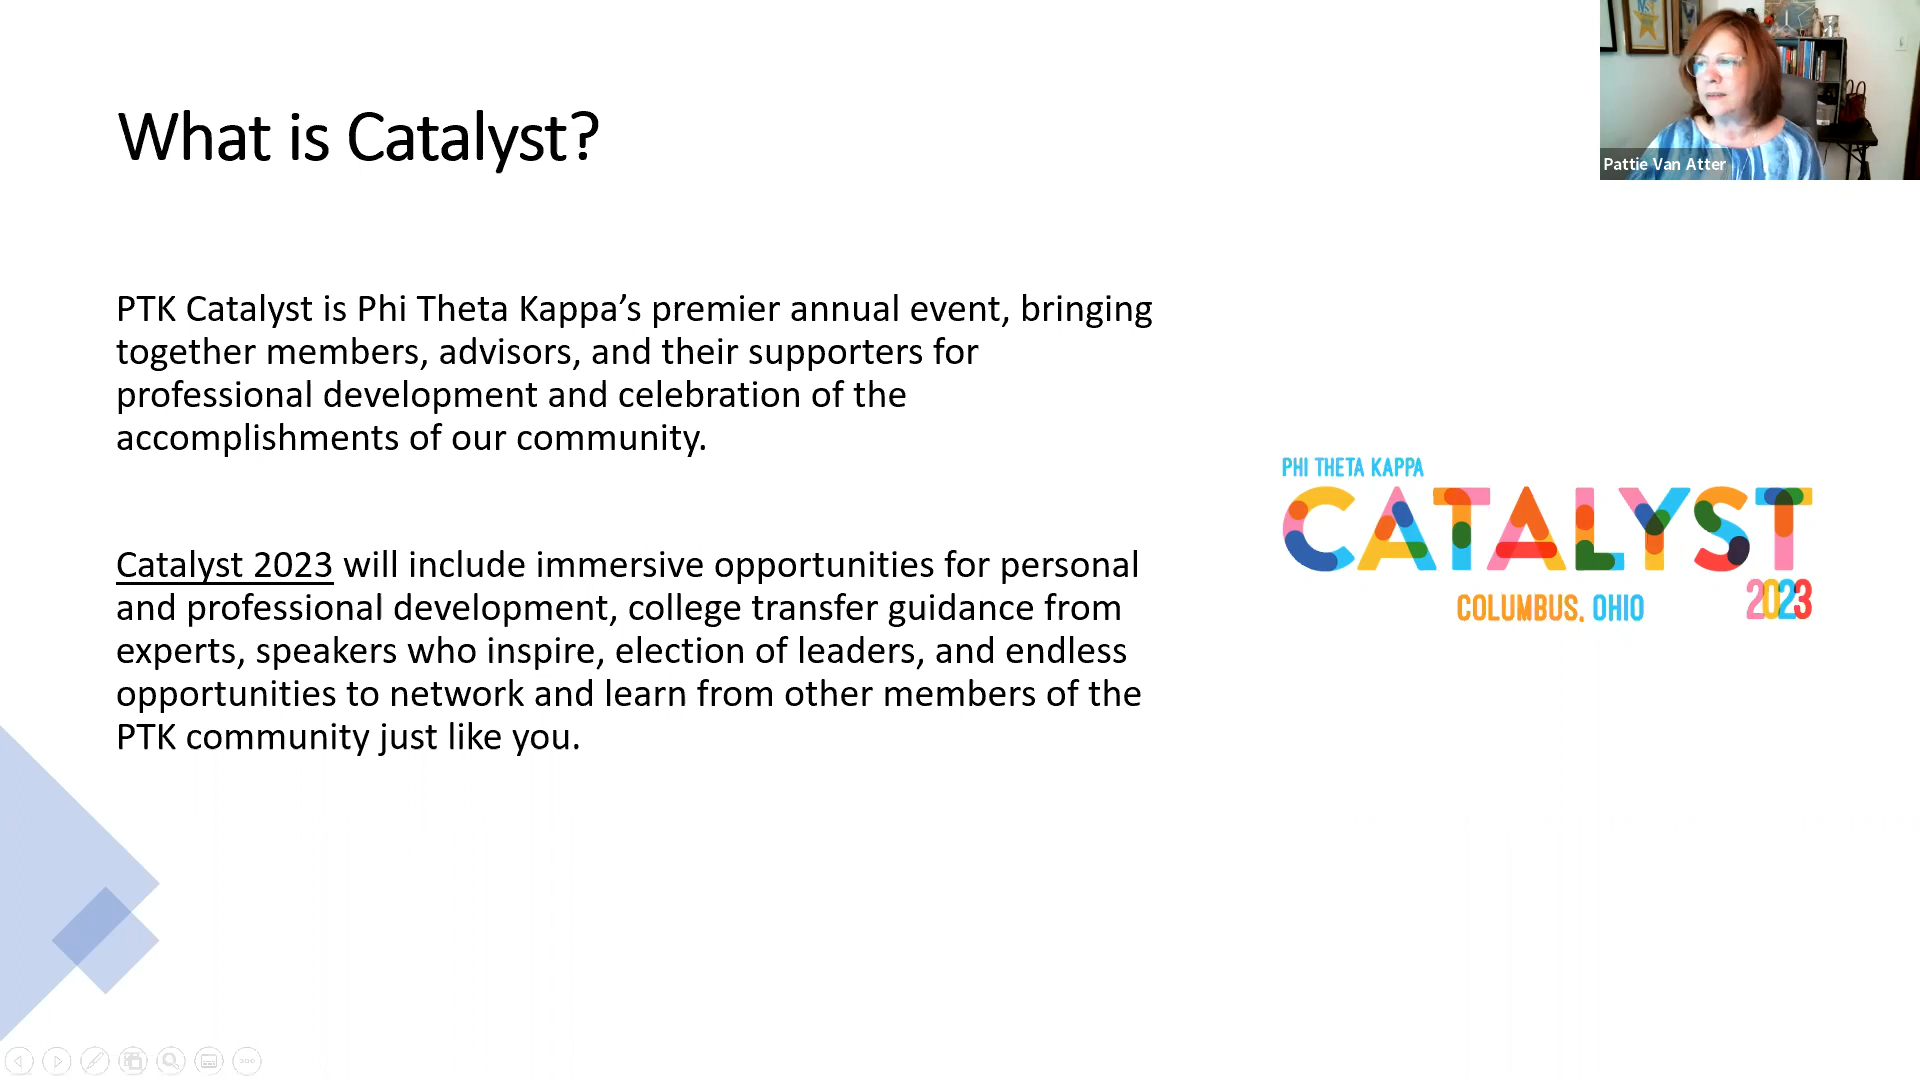 What is Catalyst?
Pattie Van Atter
PTK Catalyst is Phi Theta Kappa’s premier annual event, bringing
together members, advisors, and their supporters for
professional development and celebration of the
accomplishments of our community.
PHI THETA KAPPA
CATALYST
2023
COLUMBUS, OHIO
Catalyst 2023 will include immersive opportunities for personal
and professional development, college transfer guidance from
experts, speakers who inspire, election of leaders, and endless
opportunities to network and learn from other members of the
PTK community just like you.